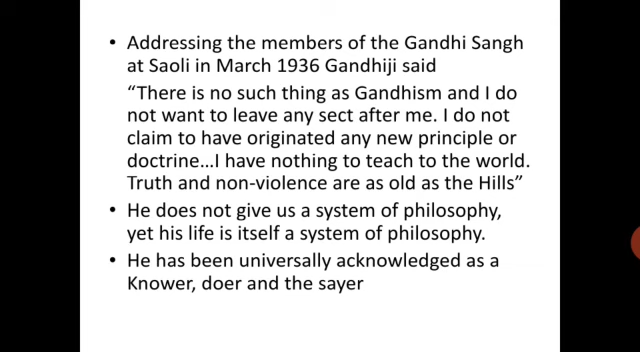 • Addressing the members of the Gandhi Sangh
at Saoli in March 1936 Gandhiji said
“There is no such thing as Gandhism and I do
not want to leave any sect after me. I do not
claim to have originated any new principle or
doctrine…I have nothing to teach to the world.
Truth and non-violence are as old as the Hills”
• He does not give us a system of philosophy,
yet his life is itself a system of philosophy.
• He has been universally acknowledged as a
Knower, doer and the sayer